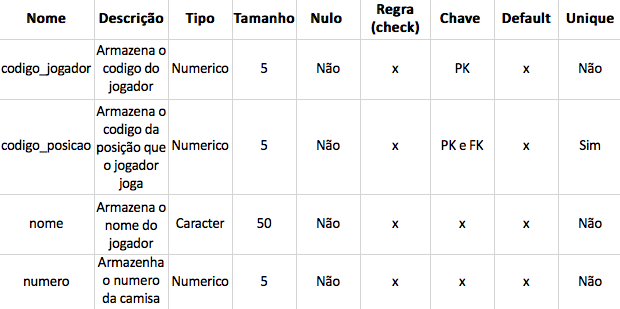 Nome Descrição Tipo Tamanho Nulo Regra (check) Chave Default Unique
codigo_jogador Armazena o codigo do jogador Numerico 5 Não x PK x Não
codigo_posicao Armazena o codigo da posição que o jogador joga Numerico 5 Não x PK e FK x Sim
nome Armazena o nome do jogador Caracter 50 Não x x x Não
numero Armazenha o numero da camisa Numerico 5 Não x x x Não